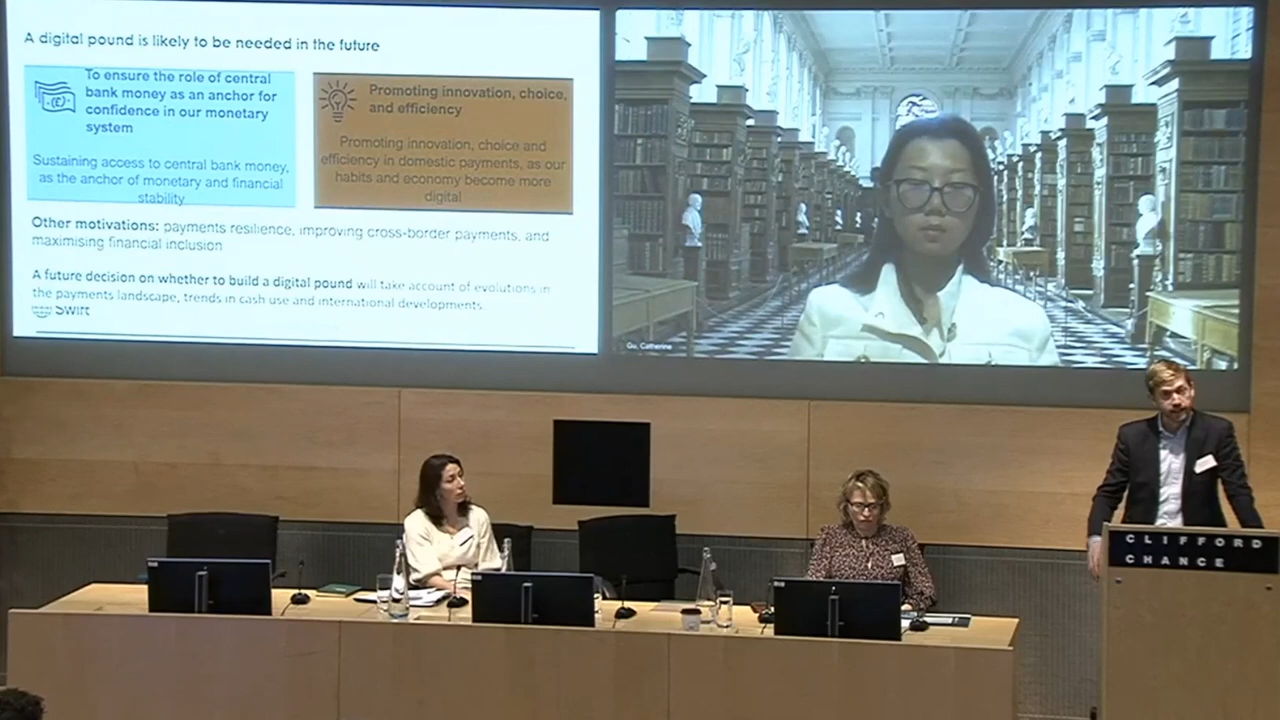 A digital pound is likely to be needed in the future
To ensure the role of central
bank money as an anchor for
confidence in our monetary
system
Sustaining access to central bank money,
as the anchor of monetary and financial
stability
Promoting innovation, choice,
and efficiency
Promoting innovation, choice and
efficiency in domestic payments, as our
habits and economy become more
digital
Other motivations: payments resilience, improving cross-border payments, and
maximising financial inclusion
A future decision on whether to build a digital pound will take account of evolutions in
the payments landscape, trends in cash use and international developments.
Swift
Gu, Catherine
CLIFFORD
CHANCE